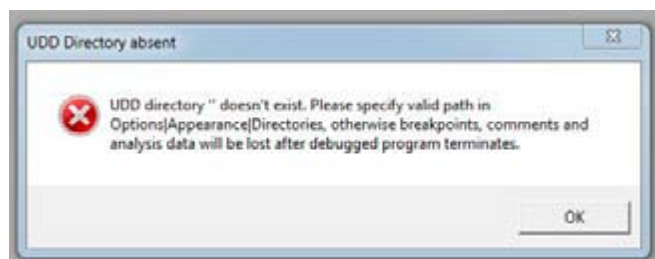 UDD Directory absent
UDD directory '' doesn't exist. Please specify valid path in
Options|Appearance|Directories, otherwise breakpoints, comments and
analysis data will be lost after debugged program terminates.
OK